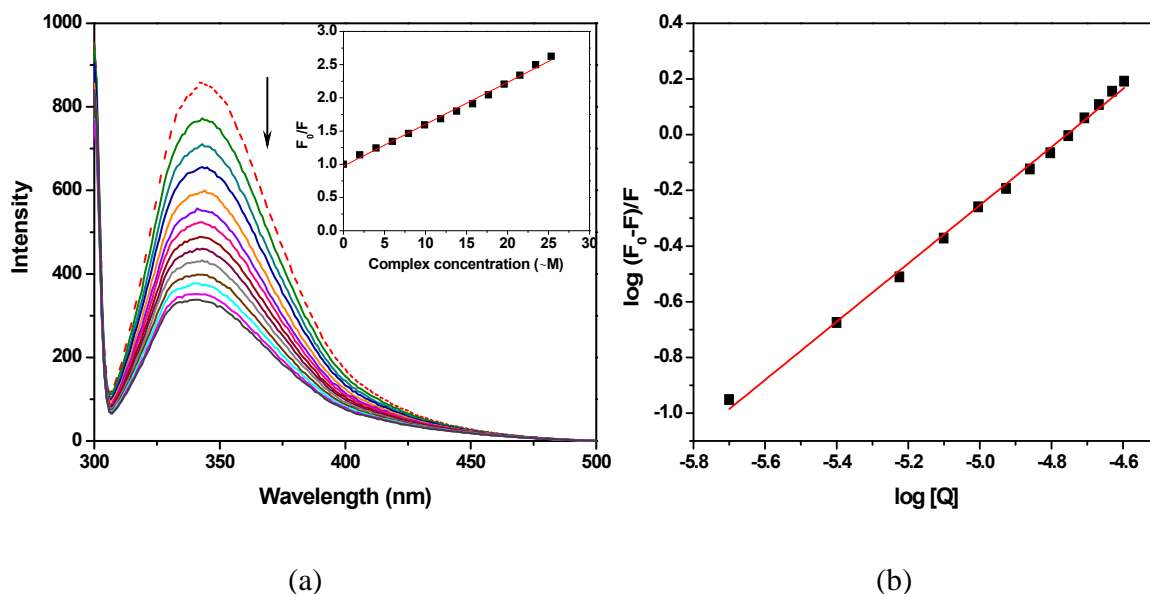 1000
800
600
400
200
0
Intensity
300 350 400 450 500
Wavelength (nm)
3.0
2.5
2.0
1.5
1.0
0.5
0.0
F₀/F
0 5 10 15 20 25 30
Complex concentration (~M)
(a)
0.2
0.0
-0.2
-0.4
-0.6
-0.8
-1.0
log (F₀-F)/F
-5.8 -5.6 -5.4 -5.2 -5.0 -4.8 -4.6
log [Q]
(b)